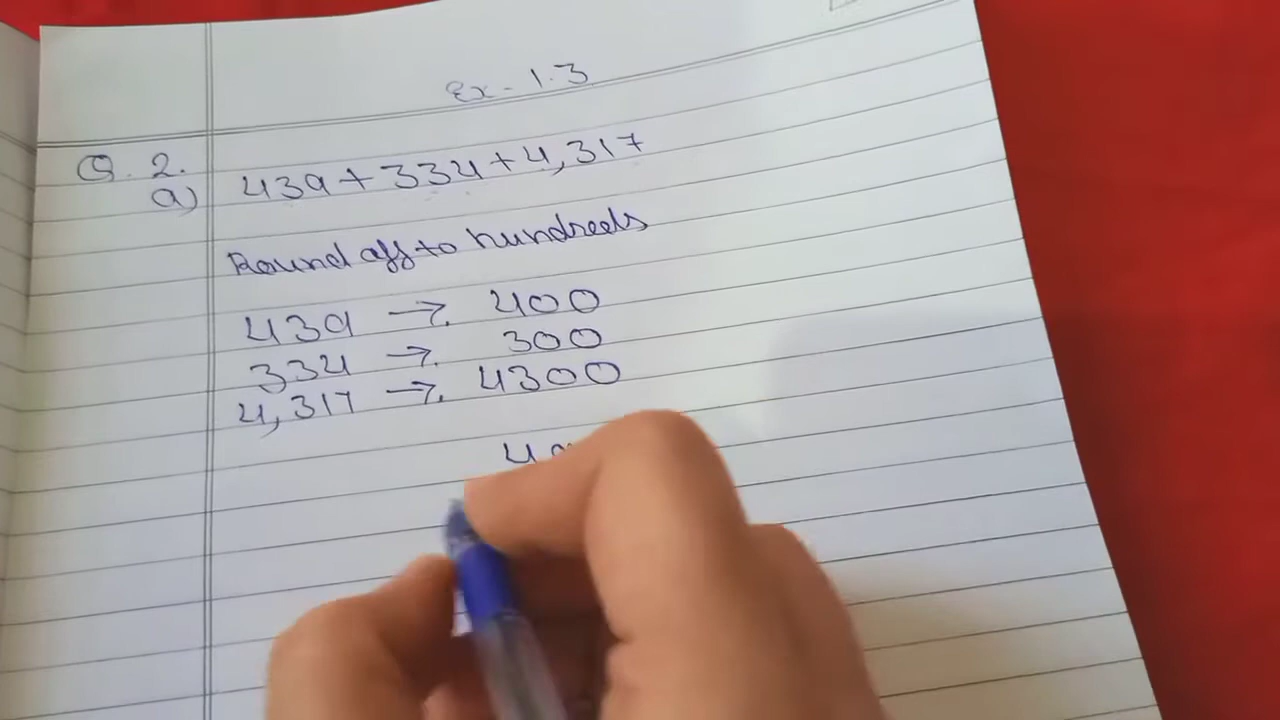 Ex - 1.3
Q. 2.
a) 439 + 334 + 4,317
Round off to hundreds
439 → 400
334 → 300
4,317 → 4300
4